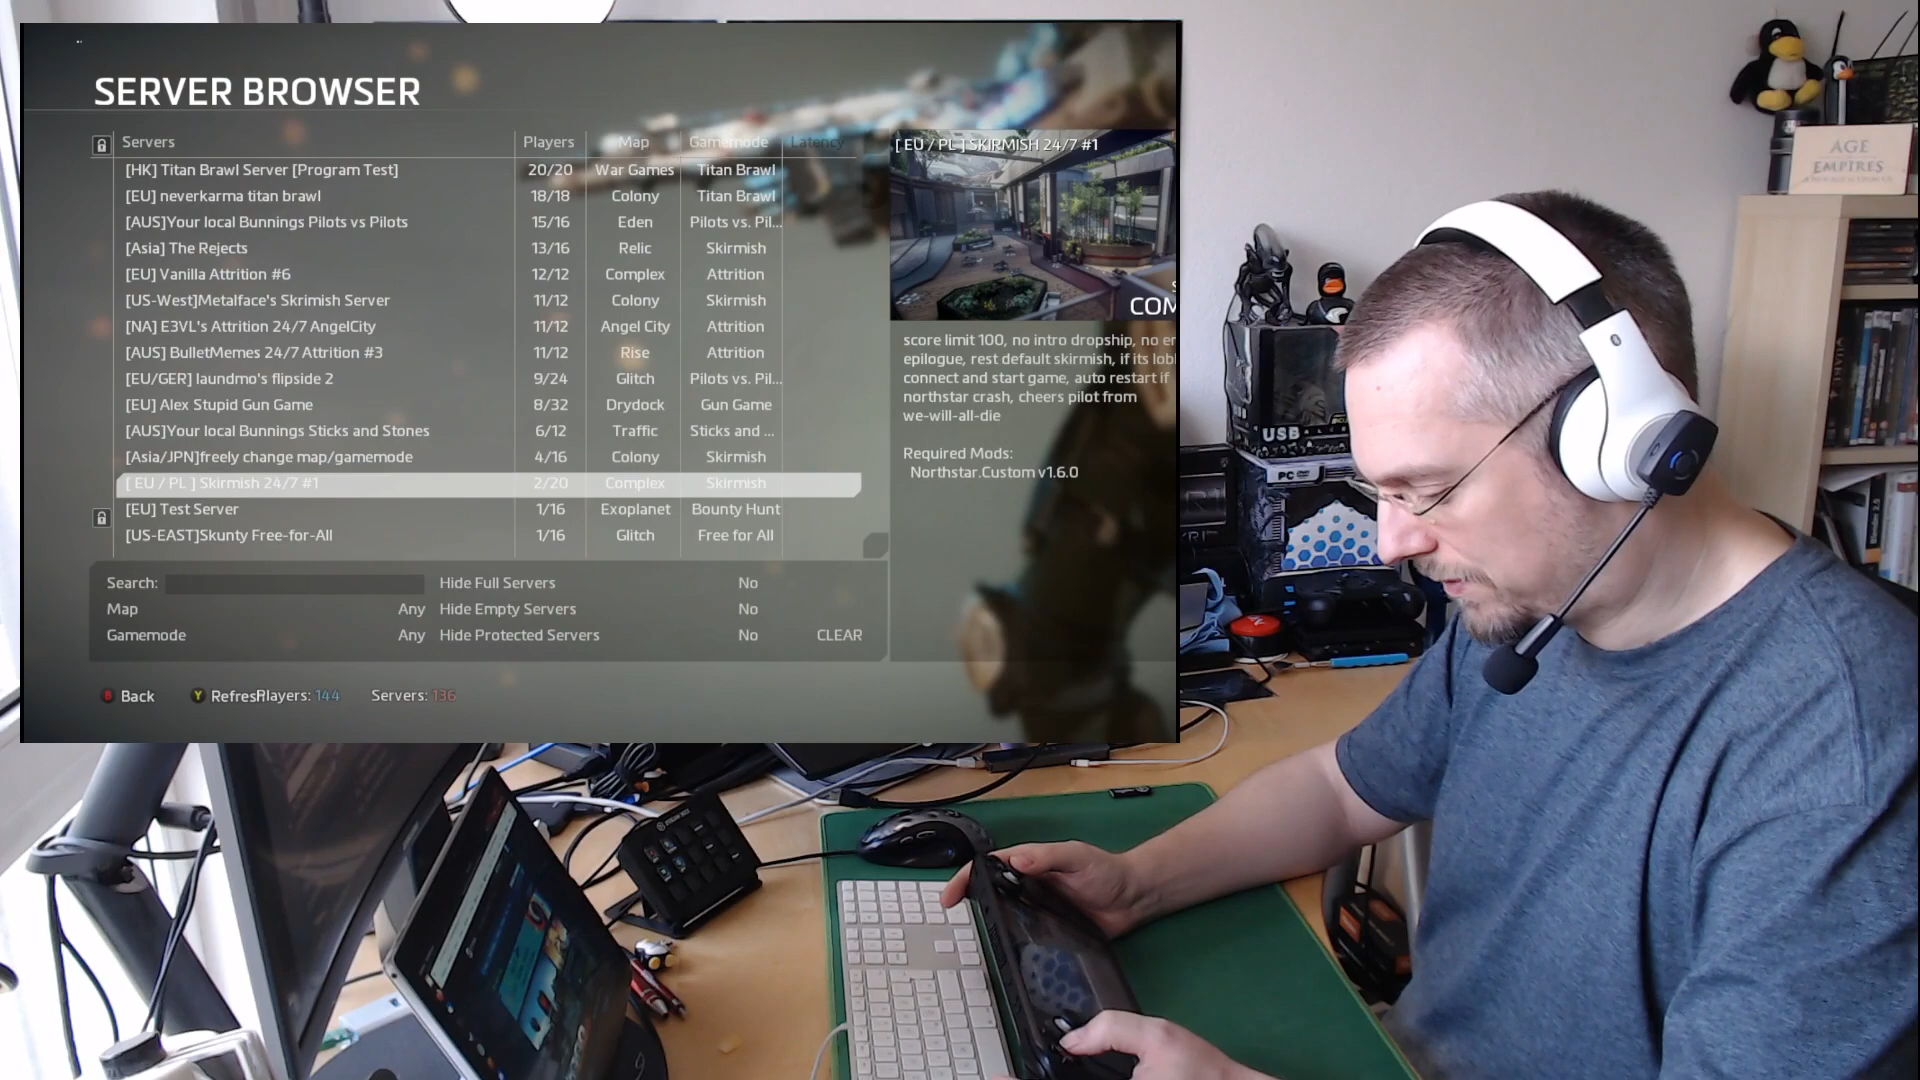 SERVER BROWSER
Servers Players Map Gamemode Latency
[HK] Titan Brawl Server [Program Test] 20/20 War Games Titan Brawl
[EU] neverkarma titan brawl 18/18 Colony Titan Brawl
[AUS]Your local Bunnings Pilots vs Pilots 15/16 Eden Pilots vs. Pil...
[Asia] The Rejects 13/16 Relic Skirmish
[EU] Vanilla Attrition #6 12/12 Complex Attrition
[US-West]Metalface's Skrimish Server 11/12 Colony Skirmish
[NA] E3VL's Attrition 24/7 AngelCity 11/12 Angel City Attrition
[AUS] BulletMemes 24/7 Attrition #3 11/12 Rise Attrition
[EU/GER] laundmo's flipside 2 9/24 Glitch Pilots vs. Pil...
[EU] Alex Stupid Gun Game 8/32 Drydock Gun Game
[AUS]Your local Bunnings Sticks and Stones 6/12 Traffic Sticks and ...
[Asia/JPN]freely change map/gamemode 4/16 Colony Skirmish
[ EU / PL ] Skirmish 24/7 #1 2/20 Complex Skirmish
[EU] Test Server 1/16 Exoplanet Bounty Hunt
[US-EAST]Skunty Free-for-All 1/16 Glitch Free for All
Search: Hide Full Servers No
Map Any Hide Empty Servers No
Gamemode Any Hide Protected Servers No CLEAR
B Back Y Refresh Players: 144 Servers: 136
[ EU / PL ] SKIRMISH 24/7 #1
S
COM
score limit 100, no intro dropship, no er
epilogue, rest default skirmish, if its lob
connect and start game, auto restart if
northstar crash, cheers pilot from
we-will-all-die
Required Mods:
Northstar.Custom v1.6.0
AGE
OF
EMPIRES
USB
PC
Blender 2.5